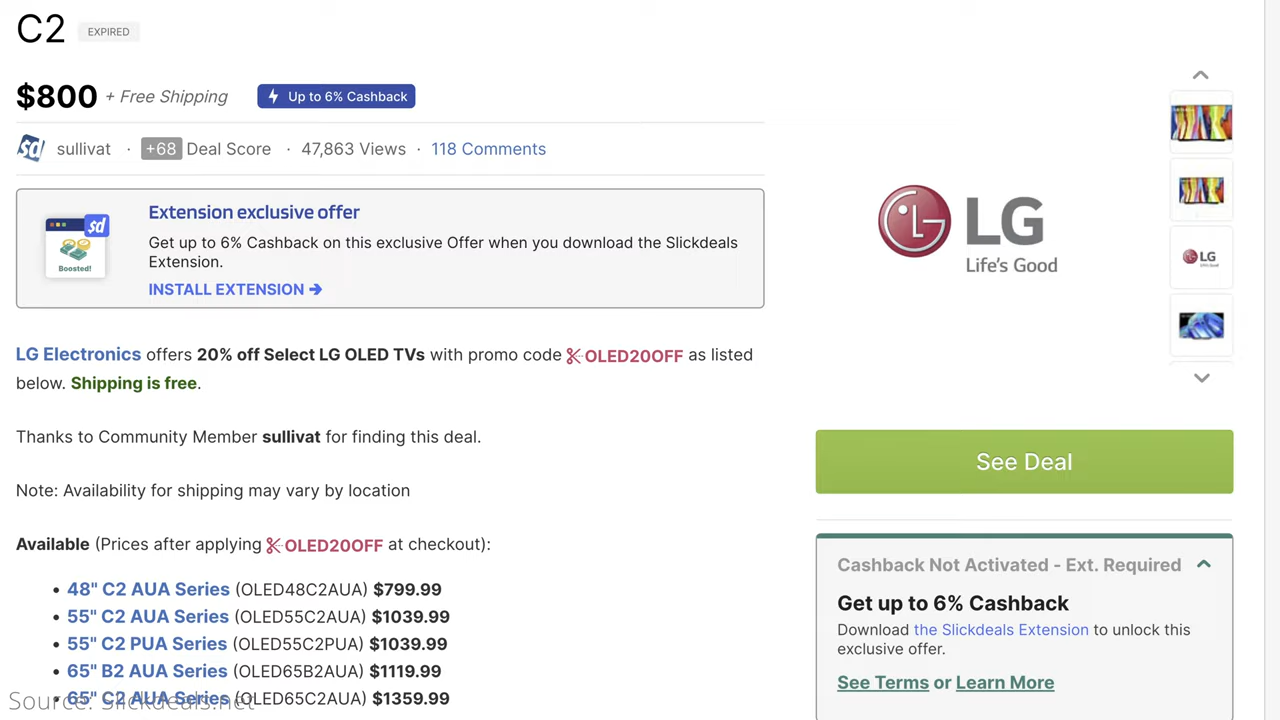 C2 EXPIRED
$800 + Free Shipping Up to 6% Cashback
sd sullivat · +68 Deal Score · 47,863 Views · 118 Comments
sd
Boosted!
Extension exclusive offer
Get up to 6% Cashback on this exclusive Offer when you download the Slickdeals
Extension.
INSTALL EXTENSION →
LG Electronics offers 20% off Select LG OLED TVs with promo code OLED20OFF as listed
below. Shipping is free.
Thanks to Community Member sullivat for finding this deal.
Note: Availability for shipping may vary by location
Available (Prices after applying OLED20OFF at checkout):
• 48" C2 AUA Series (OLED48C2AUA) $799.99
• 55" C2 AUA Series (OLED55C2AUA) $1039.99
• 55" C2 PUA Series (OLED55C2PUA) $1039.99
• 65" B2 AUA Series (OLED65B2AUA) $1119.99
• 65" C2 AUA Series (OLED65C2AUA) $1359.99
Source: Slickdeals.net
LG
Life's Good
LG
See Deal
Cashback Not Activated - Ext. Required
Get up to 6% Cashback
Download the Slickdeals Extension to unlock this
exclusive offer.
See Terms or Learn More